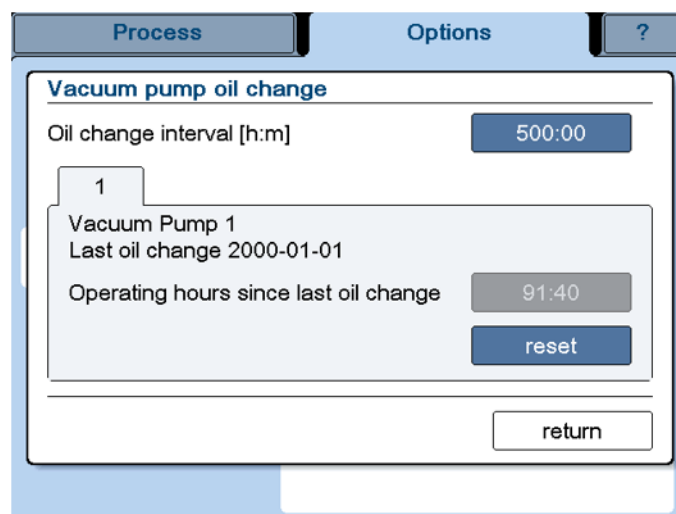 Process
Options
?
Vacuum pump oil change
Oil change interval [h:m]
500:00
1
Vacuum Pump 1
Last oil change 2000-01-01
Operating hours since last oil change
91:40
reset
return